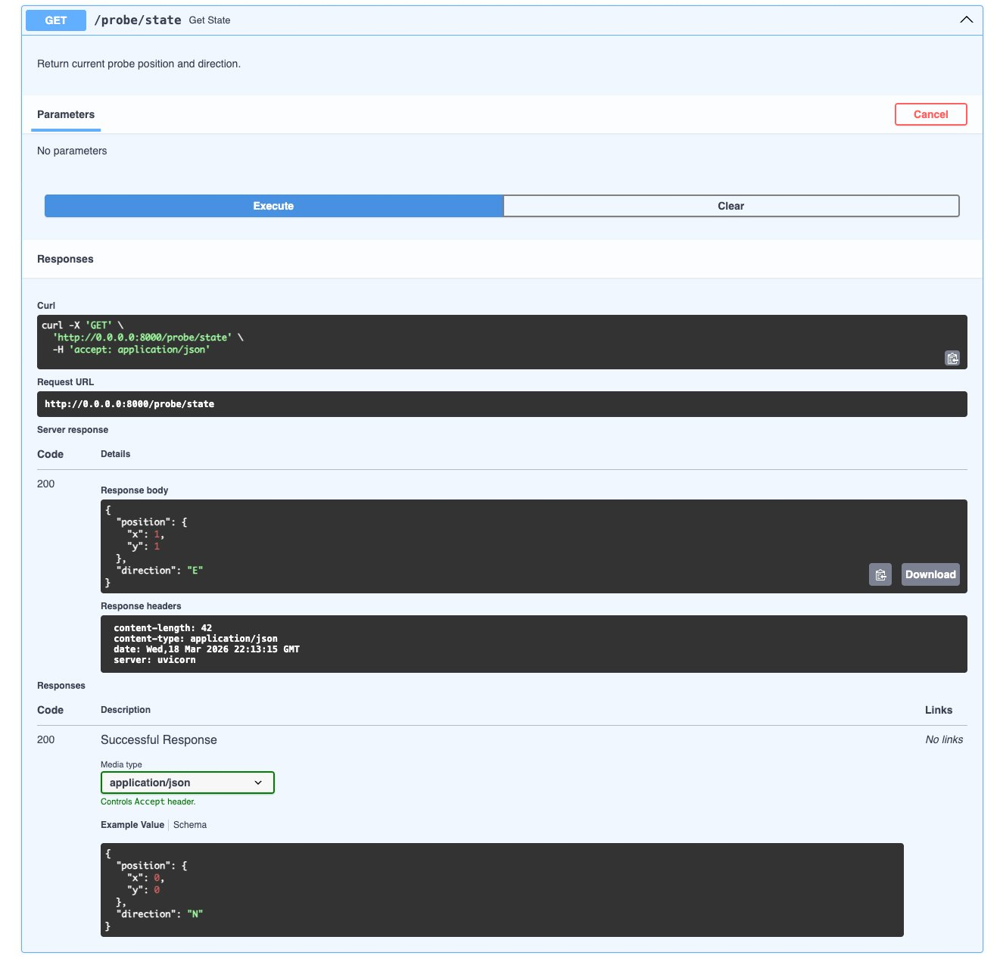 GET /probe/state Get State
Return current probe position and direction.
Parameters Cancel
No parameters
Execute Clear
Responses
Curl
curl -X 'GET' \
  'http://0.0.0.0:8000/probe/state' \
  -H 'accept: application/json'
Request URL
http://0.0.0.0:8000/probe/state
Server response
Code Details
200
Response body
{
  "position": {
    "x": 1,
    "y": 1
  },
  "direction": "E"
}
Download
Response headers
content-length: 42
content-type: application/json
date: Wed,18 Mar 2026 22:13:15 GMT
server: uvicorn
Responses
Code Description Links
200 Successful Response No links
Media type
application/json
Controls Accept header.
Example Value Schema
{
  "position": {
    "x": 0,
    "y": 0
  },
  "direction": "N"
}